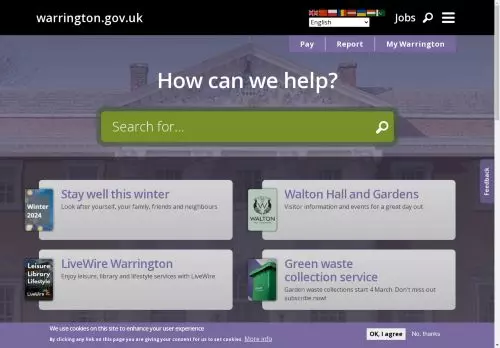 warrington.gov.uk
English
Jobs
Pay
Report
My Warrington
How can we help?
Search for...
Feedback
Winter
2024
Stay well this winter
Look after yourself, your family, friends and neighbours
WALTON
Walton Hall and Gardens
Visitor information and events for a great day out
Leisure
Library
Lifestyle
LiveWire
LiveWire Warrington
Enjoy leisure, library and lifestyle services with LiveWire
Green waste
collection service
Garden waste collections start 4 March. Don't miss out
subscribe now!
We use cookies on this site to enhance your user experience
By clicking any link on this page you are giving your consent for us to set cookies. More info
OK, I agree
No, thanks